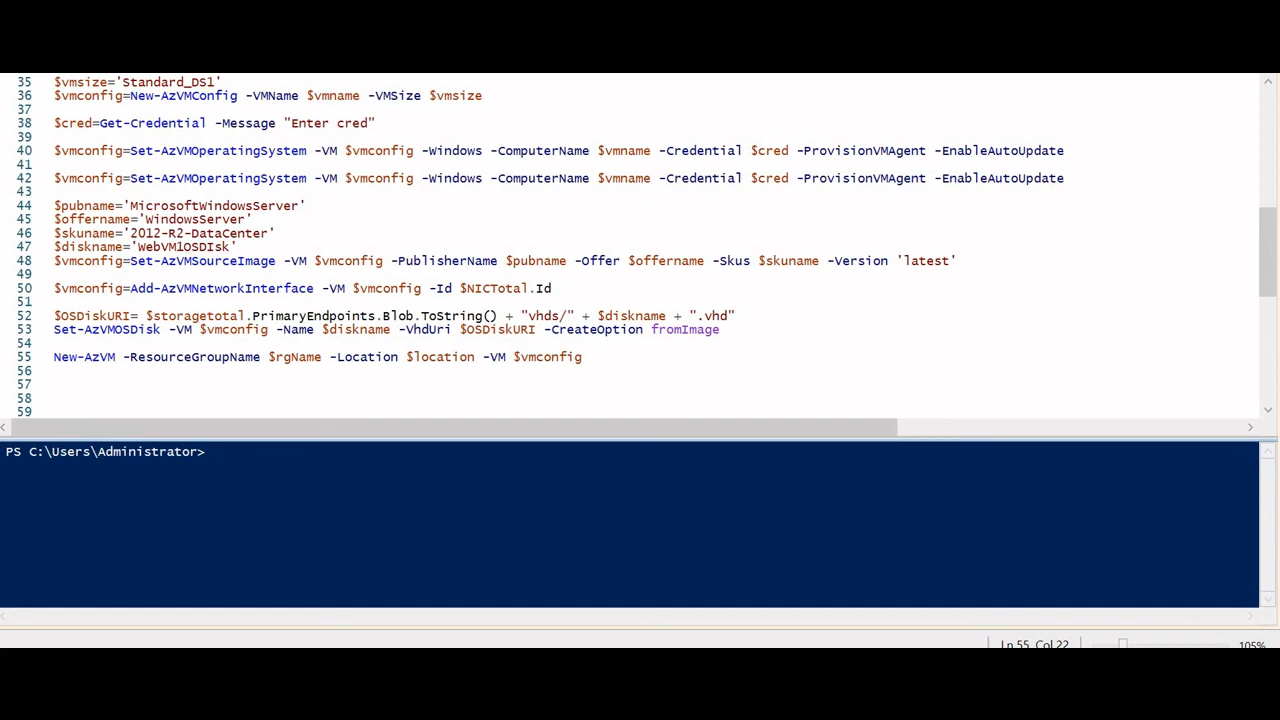 35 $vmsize='Standard_DS1'
36 $vmconfig=New-AzVMConfig -VMName $vmname -VMSize $vmsize
37
38 $cred=Get-Credential -Message "Enter cred"
39
40 $vmconfig=Set-AzVMOperatingSystem -VM $vmconfig -Windows -ComputerName $vmname -Credential $cred -ProvisionVMAgent -EnableAutoUpdate
41
42 $vmconfig=Set-AzVMOperatingSystem -VM $vmconfig -Windows -ComputerName $vmname -Credential $cred -ProvisionVMAgent -EnableAutoUpdate
43
44 $pubname='MicrosoftWindowsServer'
45 $offername='WindowsServer'
46 $skuname='2012-R2-DataCenter'
47 $diskname='WebVM1OSDIsk'
48 $vmconfig=Set-AzVMSourceImage -VM $vmconfig -PublisherName $pubname -Offer $offername -Skus $skuname -Version 'latest'
49
50 $vmconfig=Add-AzVMNetworkInterface -VM $vmconfig -Id $NICTotal.Id
51
52 $OSDiskURI= $storagetotal.PrimaryEndpoints.Blob.ToString() + "vhds/" + $diskname + ".vhd"
53 Set-AzVMOSDisk -VM $vmconfig -Name $diskname -VhdUri $OSDiskURI -CreateOption fromImage
54
55 New-AzVM -ResourceGroupName $rgName -Location $location -VM $vmconfig
56
57
58
59
PS C:\Users\Administrator>
Ln 55 Col 22 105%